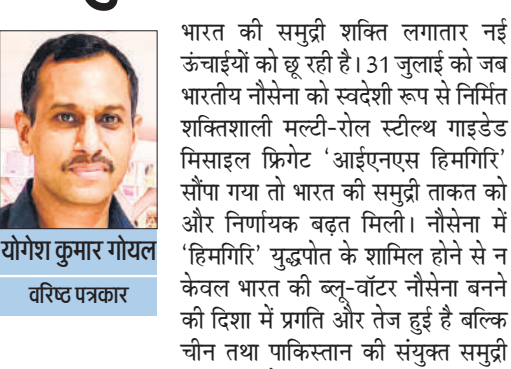 भारत की समुद्री शक्ति लगातार नई
ऊंचाईयों को छू रही है। 31 जुलाई को जब
भारतीय नौसेना को स्वदेशी रूप से निर्मित
शक्तिशाली मल्टी-रोल स्टील्थ गाइडेड
मिसाइल फ्रिगेट ‘आईएनएस हिमगिरि’
सौंपा गया तो भारत की समुद्री ताकत को
और निर्णायक बढ़त मिली। नौसेना में
‘हिमगिरि’ युद्धपोत के शामिल होने से न
केवल भारत की ब्लू-वॉटर नौसेना बनने
की दिशा में प्रगति और तेज हुई है बल्कि
चीन तथा पाकिस्तान की संयुक्त समुद्री
योगेश कुमार गोयल
वरिष्ठ पत्रकार